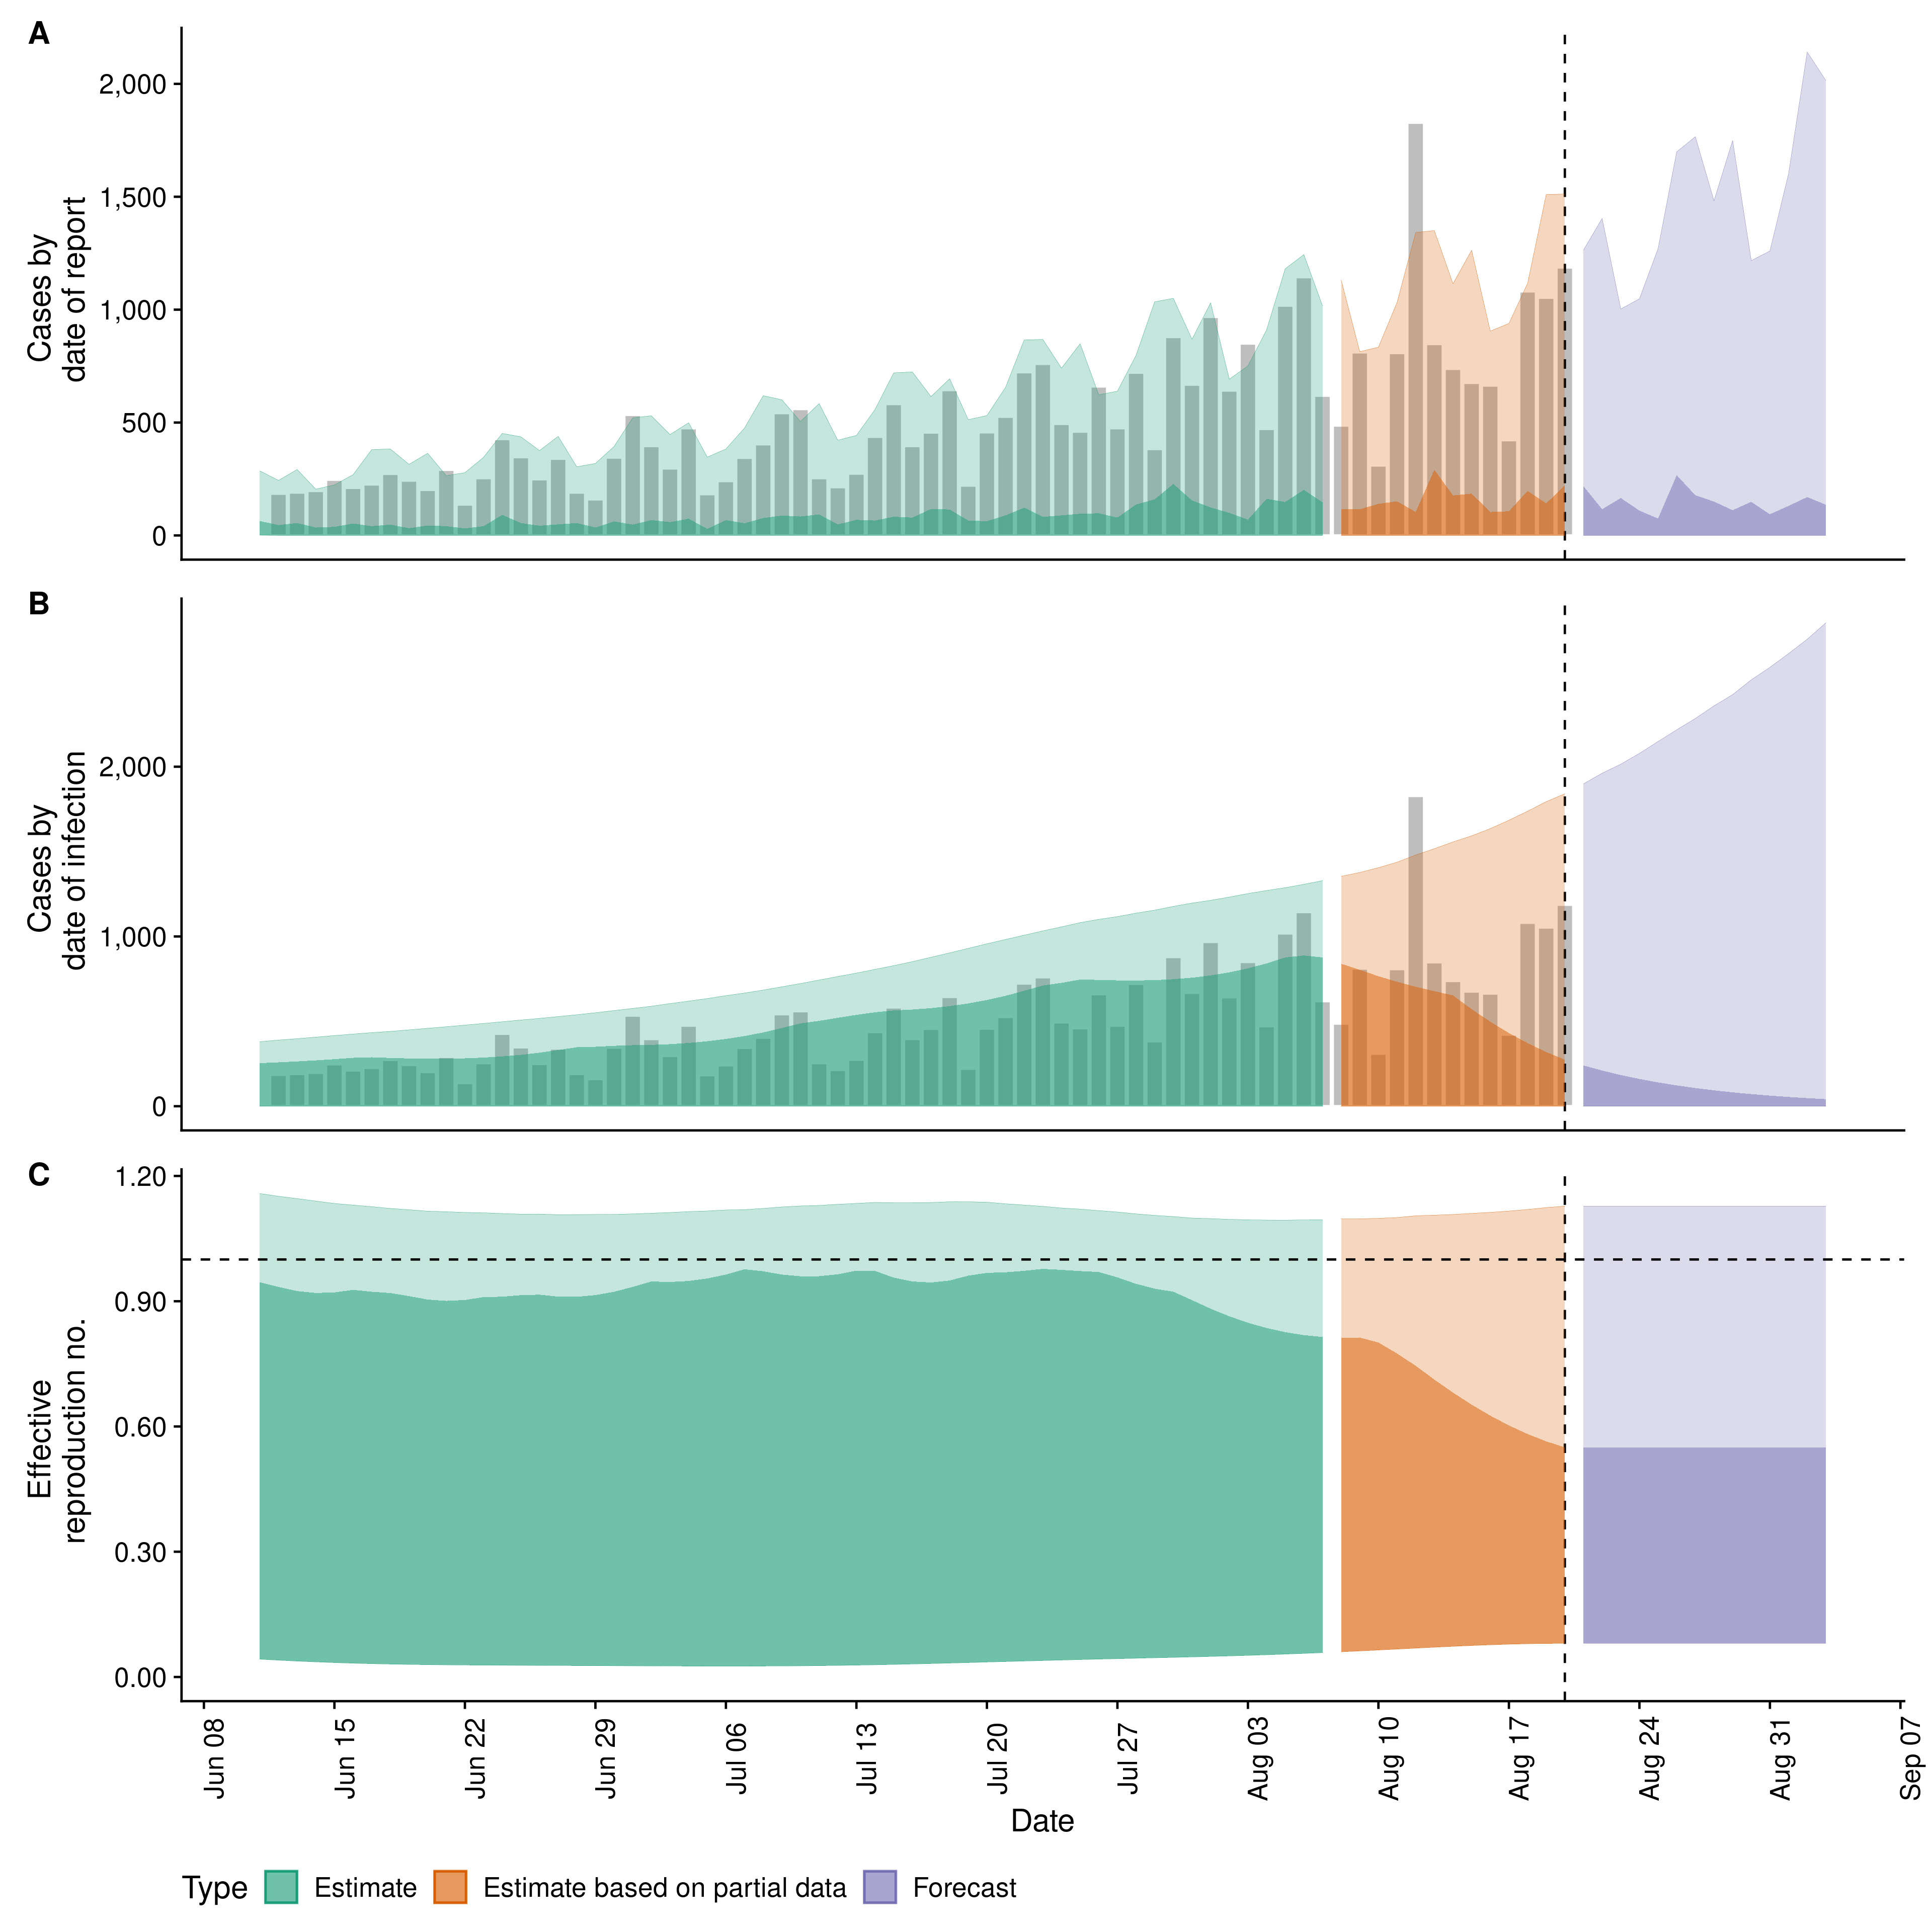 A
Cases by
date of report
2,000
1,500
1,000
500
0
B
Cases by
date of infection
2,000
1,000
0
C
Effective
reproduction no.
1.20
0.90
0.60
0.30
0.00
Jun 08
Jun 15
Jun 22
Jun 29
Jul 06
Jul 13
Jul 20
Jul 27
Aug 03
Aug 10
Aug 17
Aug 24
Aug 31
Sep 07
Date
Type Estimate Estimate based on partial data Forecast